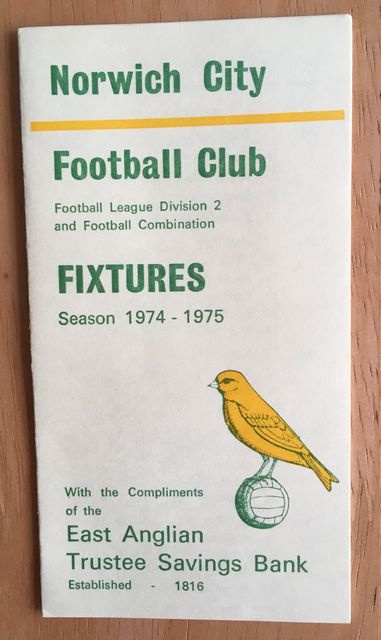 Norwich City
Football Club
Football League Division 2
and Football Combination
FIXTURES
Season 1974 - 1975
With the Compliments
of the
East Anglian
Trustee Savings Bank
Established - 1816